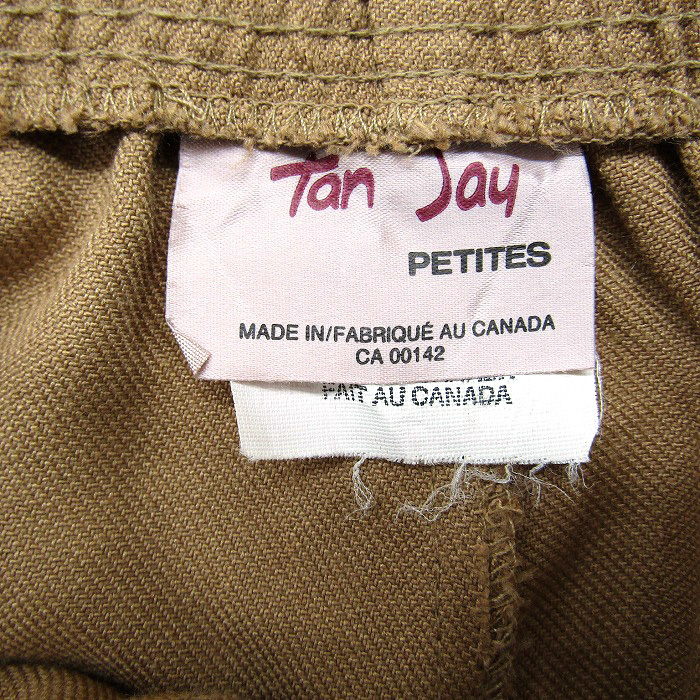 Tan Jay
PETITES
MADE IN/FABRIQUÉ AU CANADA
CA 00142
FAIT AU CANADA